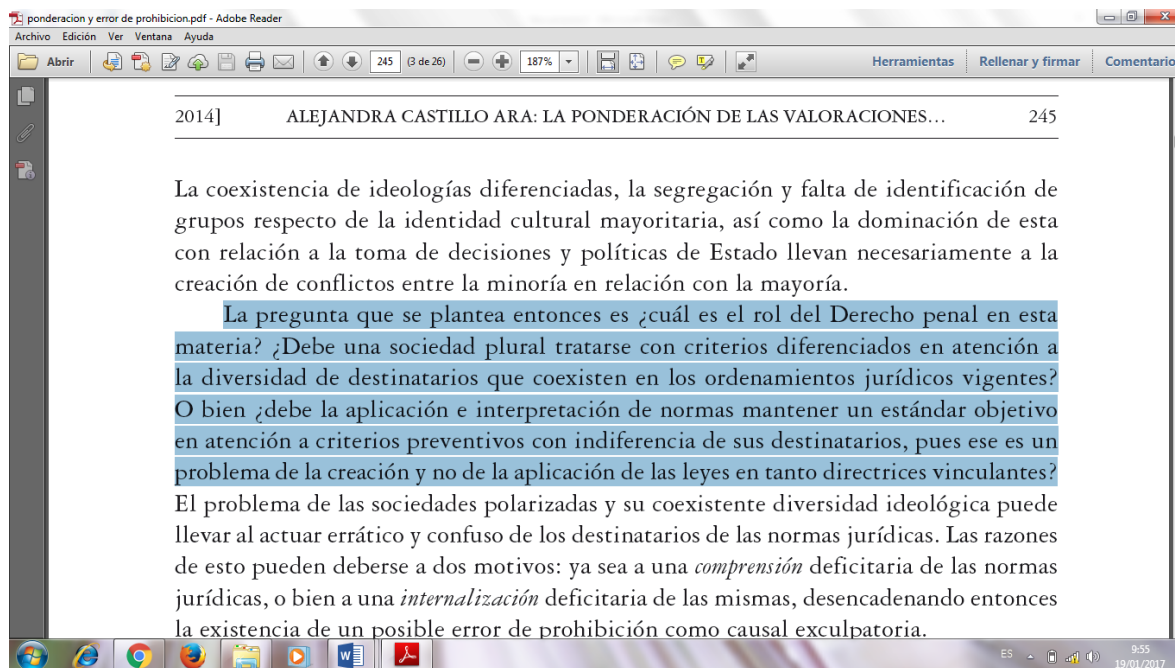 ponderacion y error de prohibicion.pdf - Adobe Reader
Archivo Edición Ver Ventana Ayuda
Abrir 245 (3 de 26) 187% Herramientas Rellenar y firmar Comentario
2014] ALEJANDRA CASTILLO ARA: LA PONDERACIÓN DE LAS VALORACIONES… 245
La coexistencia de ideologías diferenciadas, la segregación y falta de identificación de
grupos respecto de la identidad cultural mayoritaria, así como la dominación de esta
con relación a la toma de decisiones y políticas de Estado llevan necesariamente a la
creación de conflictos entre la minoría en relación con la mayoría.
La pregunta que se plantea entonces es ¿cuál es el rol del Derecho penal en esta
materia? ¿Debe una sociedad plural tratarse con criterios diferenciados en atención a
la diversidad de destinatarios que coexisten en los ordenamientos jurídicos vigentes?
O bien ¿debe la aplicación e interpretación de normas mantener un estándar objetivo
en atención a criterios preventivos con indiferencia de sus destinatarios, pues ese es un
problema de la creación y no de la aplicación de las leyes en tanto directrices vinculantes?
El problema de las sociedades polarizadas y su coexistente diversidad ideológica puede
llevar al actuar errático y confuso de los destinatarios de las normas jurídicas. Las razones
de esto pueden deberse a dos motivos: ya sea a una comprensión deficitaria de las normas
jurídicas, o bien a una internalización deficitaria de las mismas, desencadenando entonces
la existencia de un posible error de prohibición como causal exculpatoria.
ES 9:55
19/01/2017